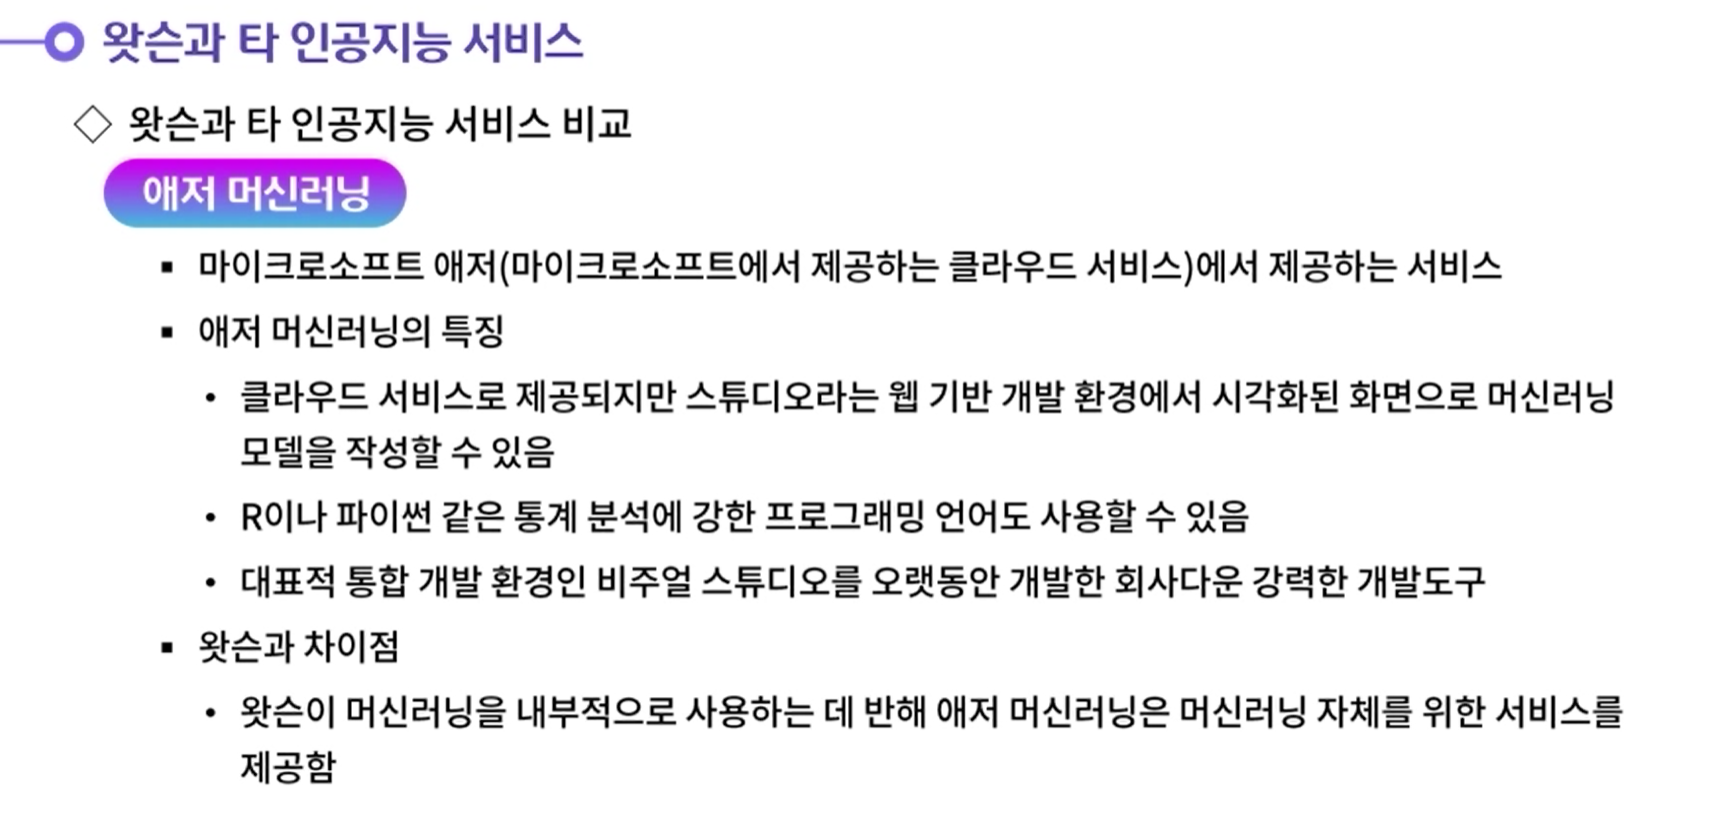 왓슨과 타 인공지능 서비스
◇ 왓슨과 타 인공지능 서비스 비교
애저 머신러닝
▪ 마이크로소프트 애저(마이크로소프트에서 제공하는 클라우드 서비스)에서 제공하는 서비스
▪ 애저 머신러닝의 특징
• 클라우드 서비스로 제공되지만 스튜디오라는 웹 기반 개발 환경에서 시각화된 화면으로 머신러닝
모델을 작성할 수 있음
• R이나 파이썬 같은 통계 분석에 강한 프로그래밍 언어도 사용할 수 있음
• 대표적 통합 개발 환경인 비주얼 스튜디오를 오랫동안 개발한 회사다운 강력한 개발도구
▪ 왓슨과 차이점
• 왓슨이 머신러닝을 내부적으로 사용하는 데 반해 애저 머신러닝은 머신러닝 자체를 위한 서비스를
제공함